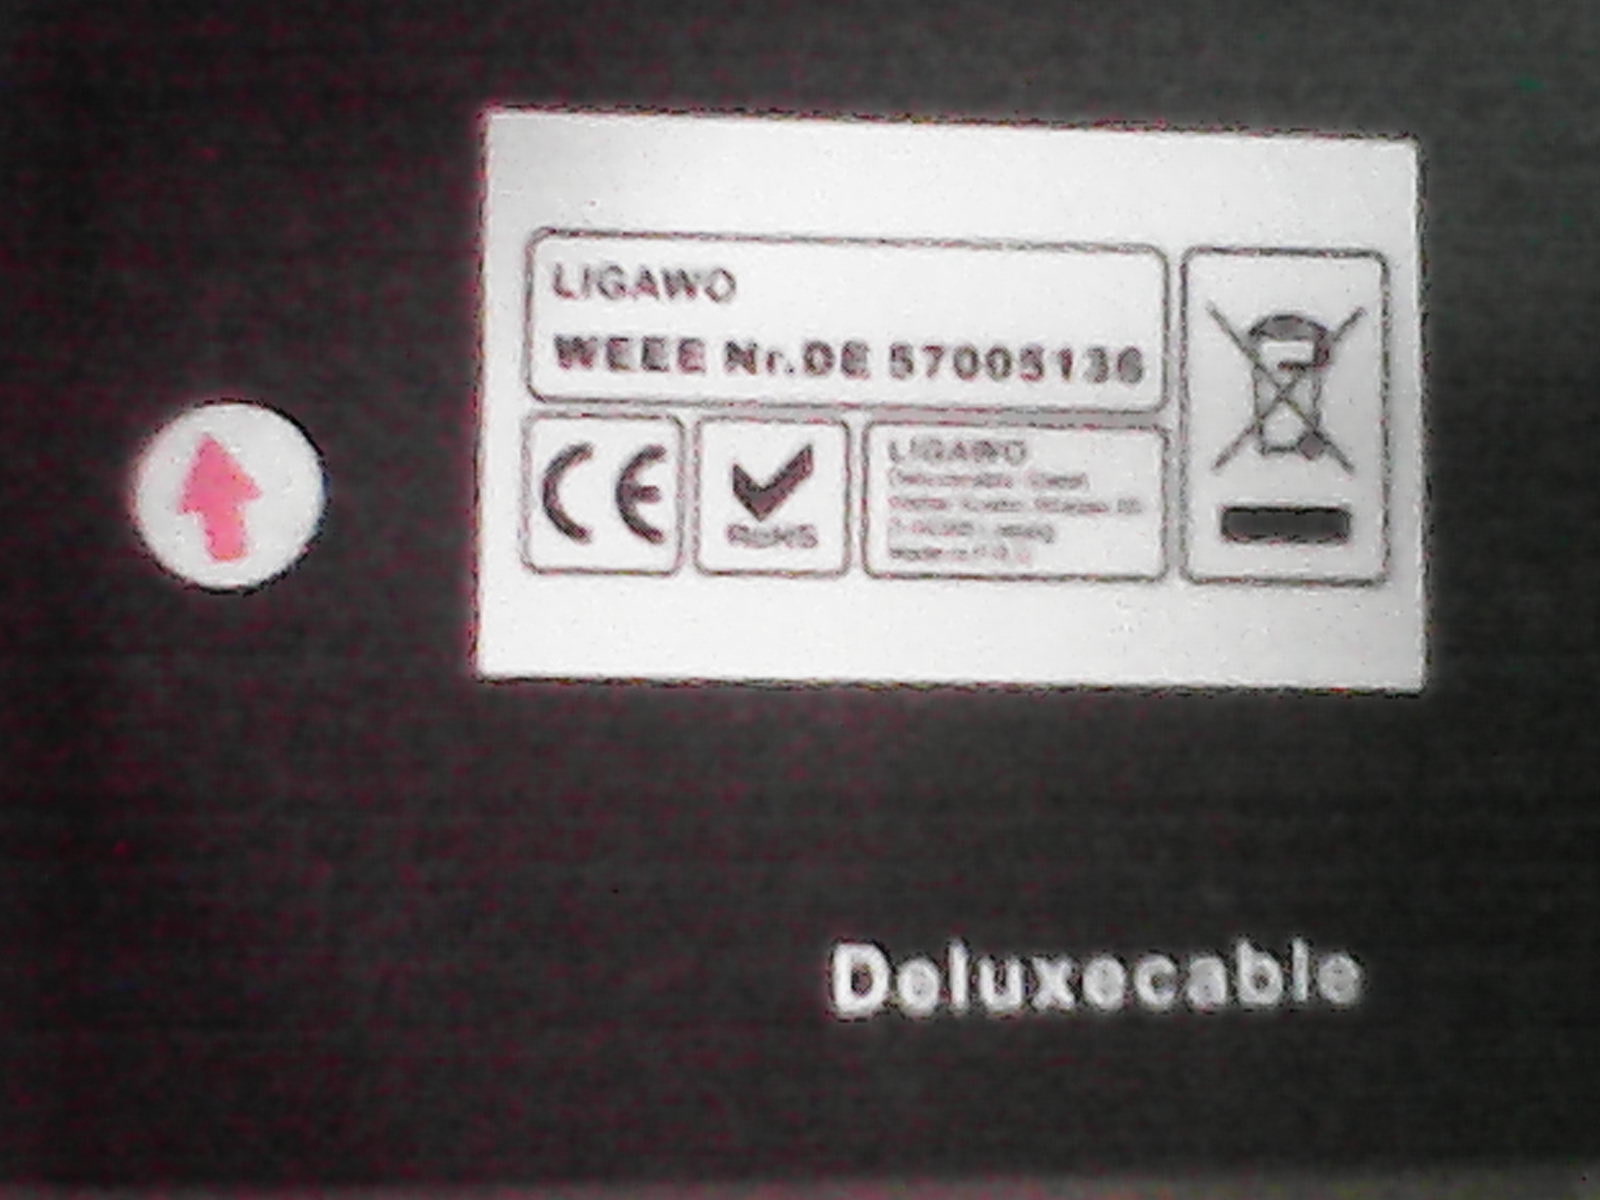 LIGAWO
WEEE Nr.DE 57005136
CE
RoHS
LIGAWO
Deluxecable